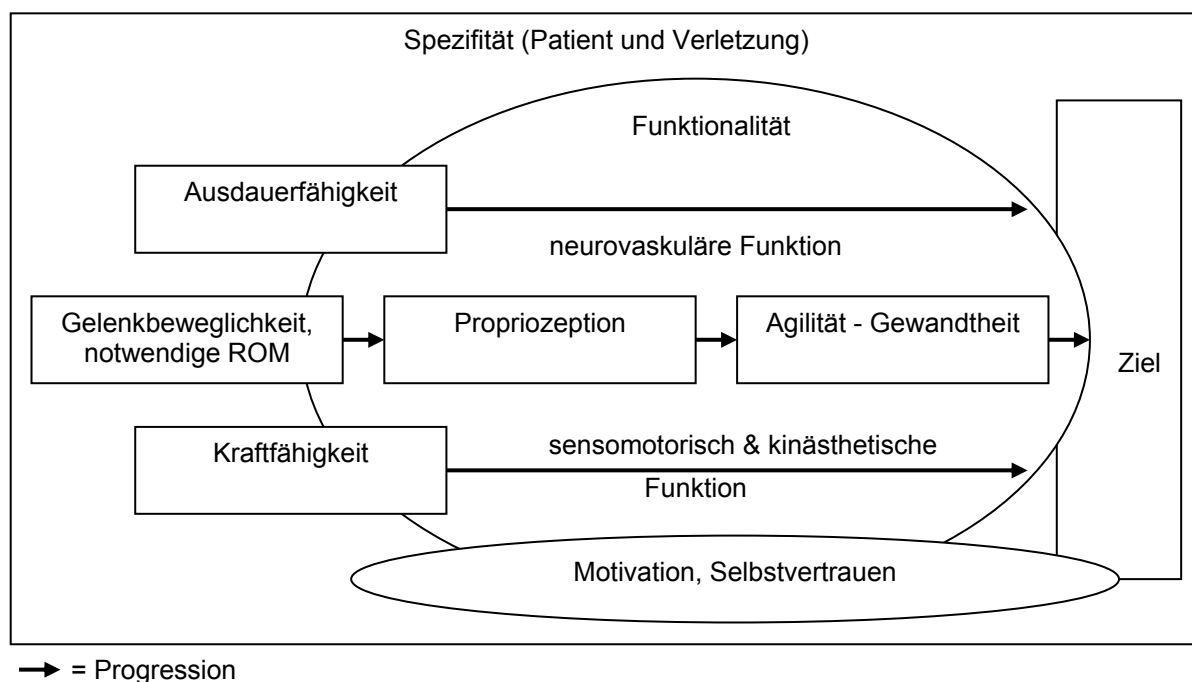 Spezifität (Patient und Verletzung)
Funktionalität
Ausdauerfähigkeit
neurovaskuläre Funktion
Gelenkbeweglichkeit,
notwendige ROM
Propriozeption
Agilität - Gewandtheit
Ziel
Kraftfähigkeit
sensomotorisch & kinästhetische
Funktion
Motivation, Selbstvertrauen
= Progression